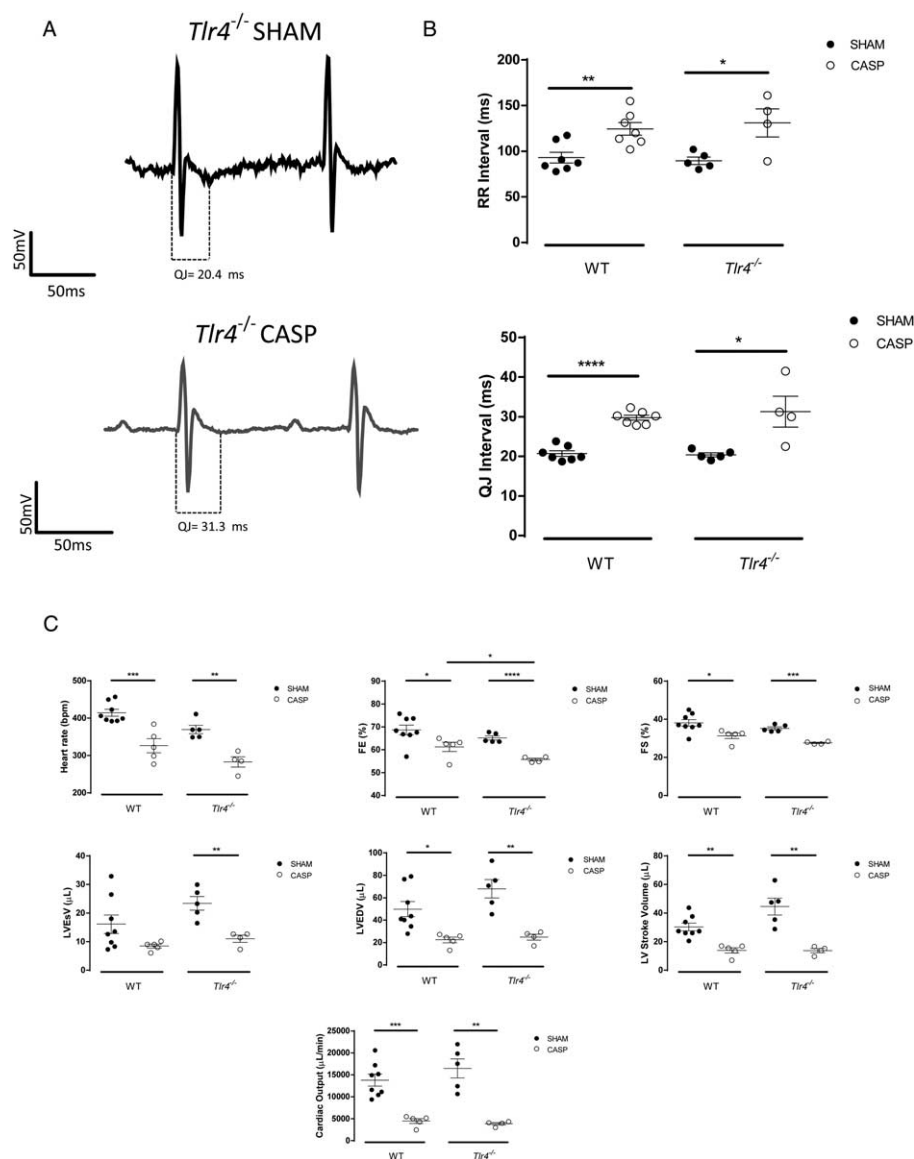 A
Tlr4-/- SHAM
50mV
50ms
QJ= 20.4 ms
Tlr4-/- CASP
50mV
50ms
QJ= 31.3 ms
B
SHAM
CASP
RR Interval (ms)
200
150
100
50
0
**
*
WT
Tlr4-/-
SHAM
CASP
QJ Interval (ms)
50
40
30
20
10
0
****
*
WT
Tlr4-/-
C
Heart rate (bpm)
500
400
300
200
***
**
SHAM
CASP
WT
Tlr4-/-
FE (%)
100
90
80
70
60
50
40
*
*
****
SHAM
CASP
WT
Tlr4-/-
FS (%)
60
40
20
0
*
***
SHAM
CASP
WT
Tlr4-/-
LVEsV (µL)
40
30
20
10
0
**
SHAM
CASP
WT
Tlr4-/-
LVEDV (µL)
100
80
60
40
20
0
*
**
SHAM
CASP
WT
Tlr4-/-
LV Stroke Volume (µL)
80
60
40
20
0
**
**
SHAM
CASP
WT
Tlr4-/-
Cardiac Output (µL/min)
25000
20000
15000
10000
5000
0
***
**
SHAM
CASP
WT
Tlr4-/-